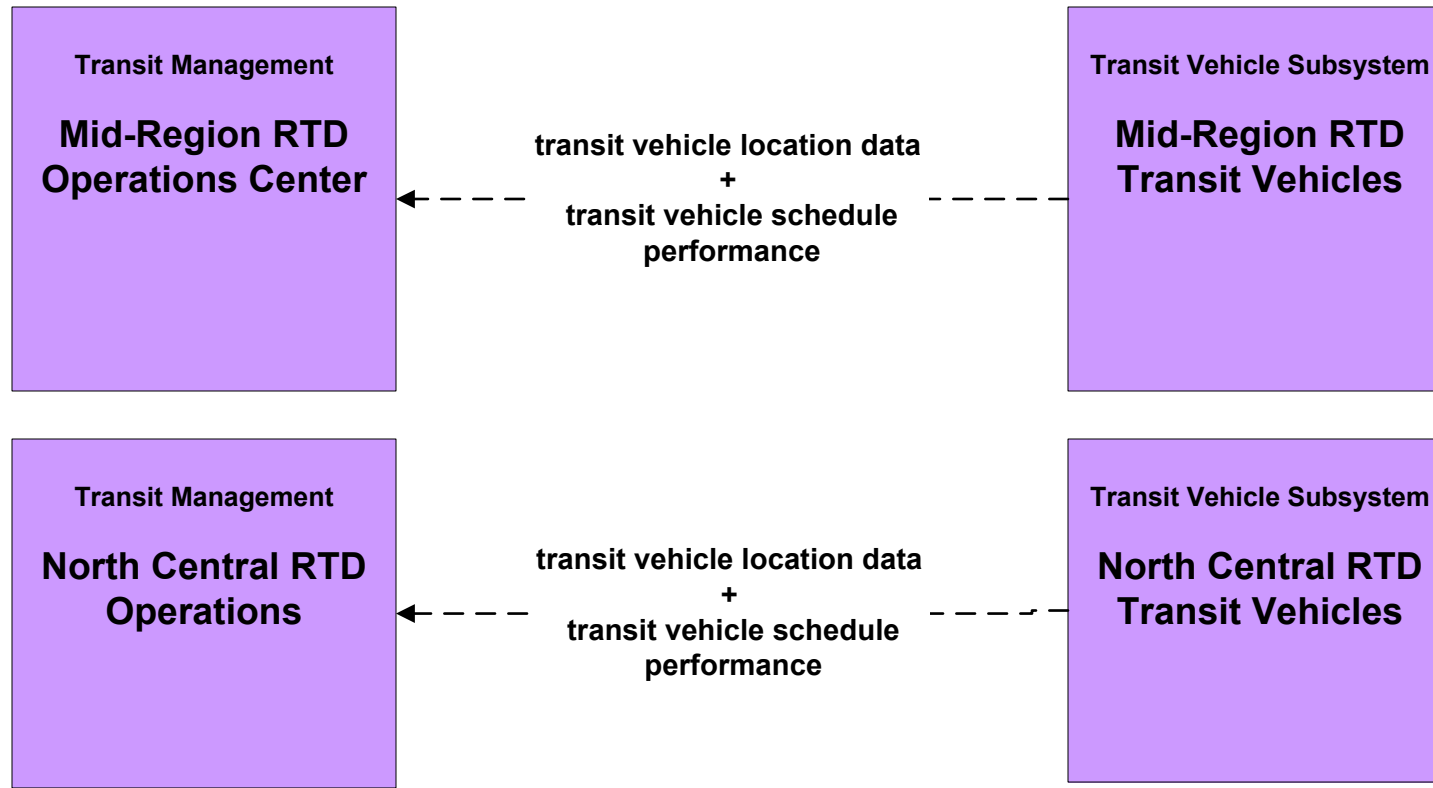 Transit Management
Mid-Region RTD
Operations Center
transit vehicle location data
+
transit vehicle schedule
performance
Transit Vehicle Subsystem
Mid-Region RTD
Transit Vehicles
Transit Management
North Central RTD
Operations
transit vehicle location data
+
transit vehicle schedule
performance
Transit Vehicle Subsystem
North Central RTD
Transit Vehicles